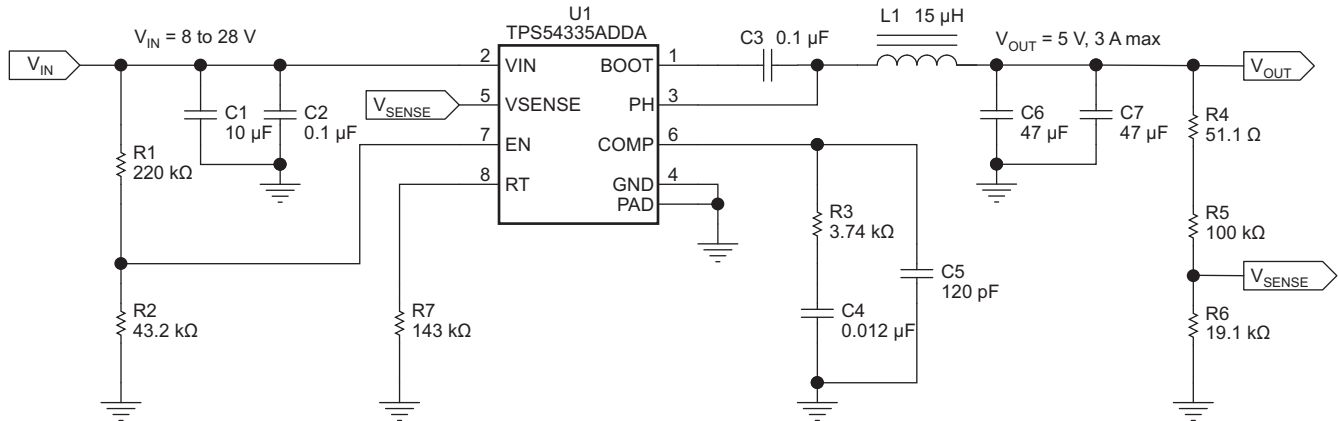 U1
TPS54335ADDA
V_IN = 8 to 28 V
V_IN
C1
10 µF
C2
0.1 µF
R1
220 kΩ
R2
43.2 kΩ
V_SENSE
2
VIN
5
VSENSE
7
EN
8
RT
BOOT
1
PH
3
COMP
6
GND
4
PAD
R7
143 kΩ
C3 0.1 µF
L1 15 µH
R3
3.74 kΩ
C4
0.012 µF
C5
120 pF
V_OUT = 5 V, 3 A max
C6
47 µF
C7
47 µF
V_OUT
R4
51.1 Ω
R5
100 kΩ
V_SENSE
R6
19.1 kΩ